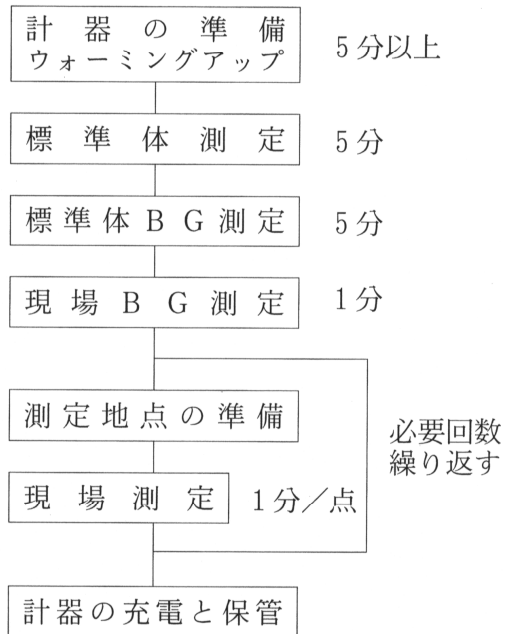 計器の準備
ウォーミングアップ
5分以上
標準体測定
5分
標準体BG測定
5分
現場BG測定
1分
測定地点の準備
必要回数
繰り返す
現場測定
1分/点
計器の充電と保管